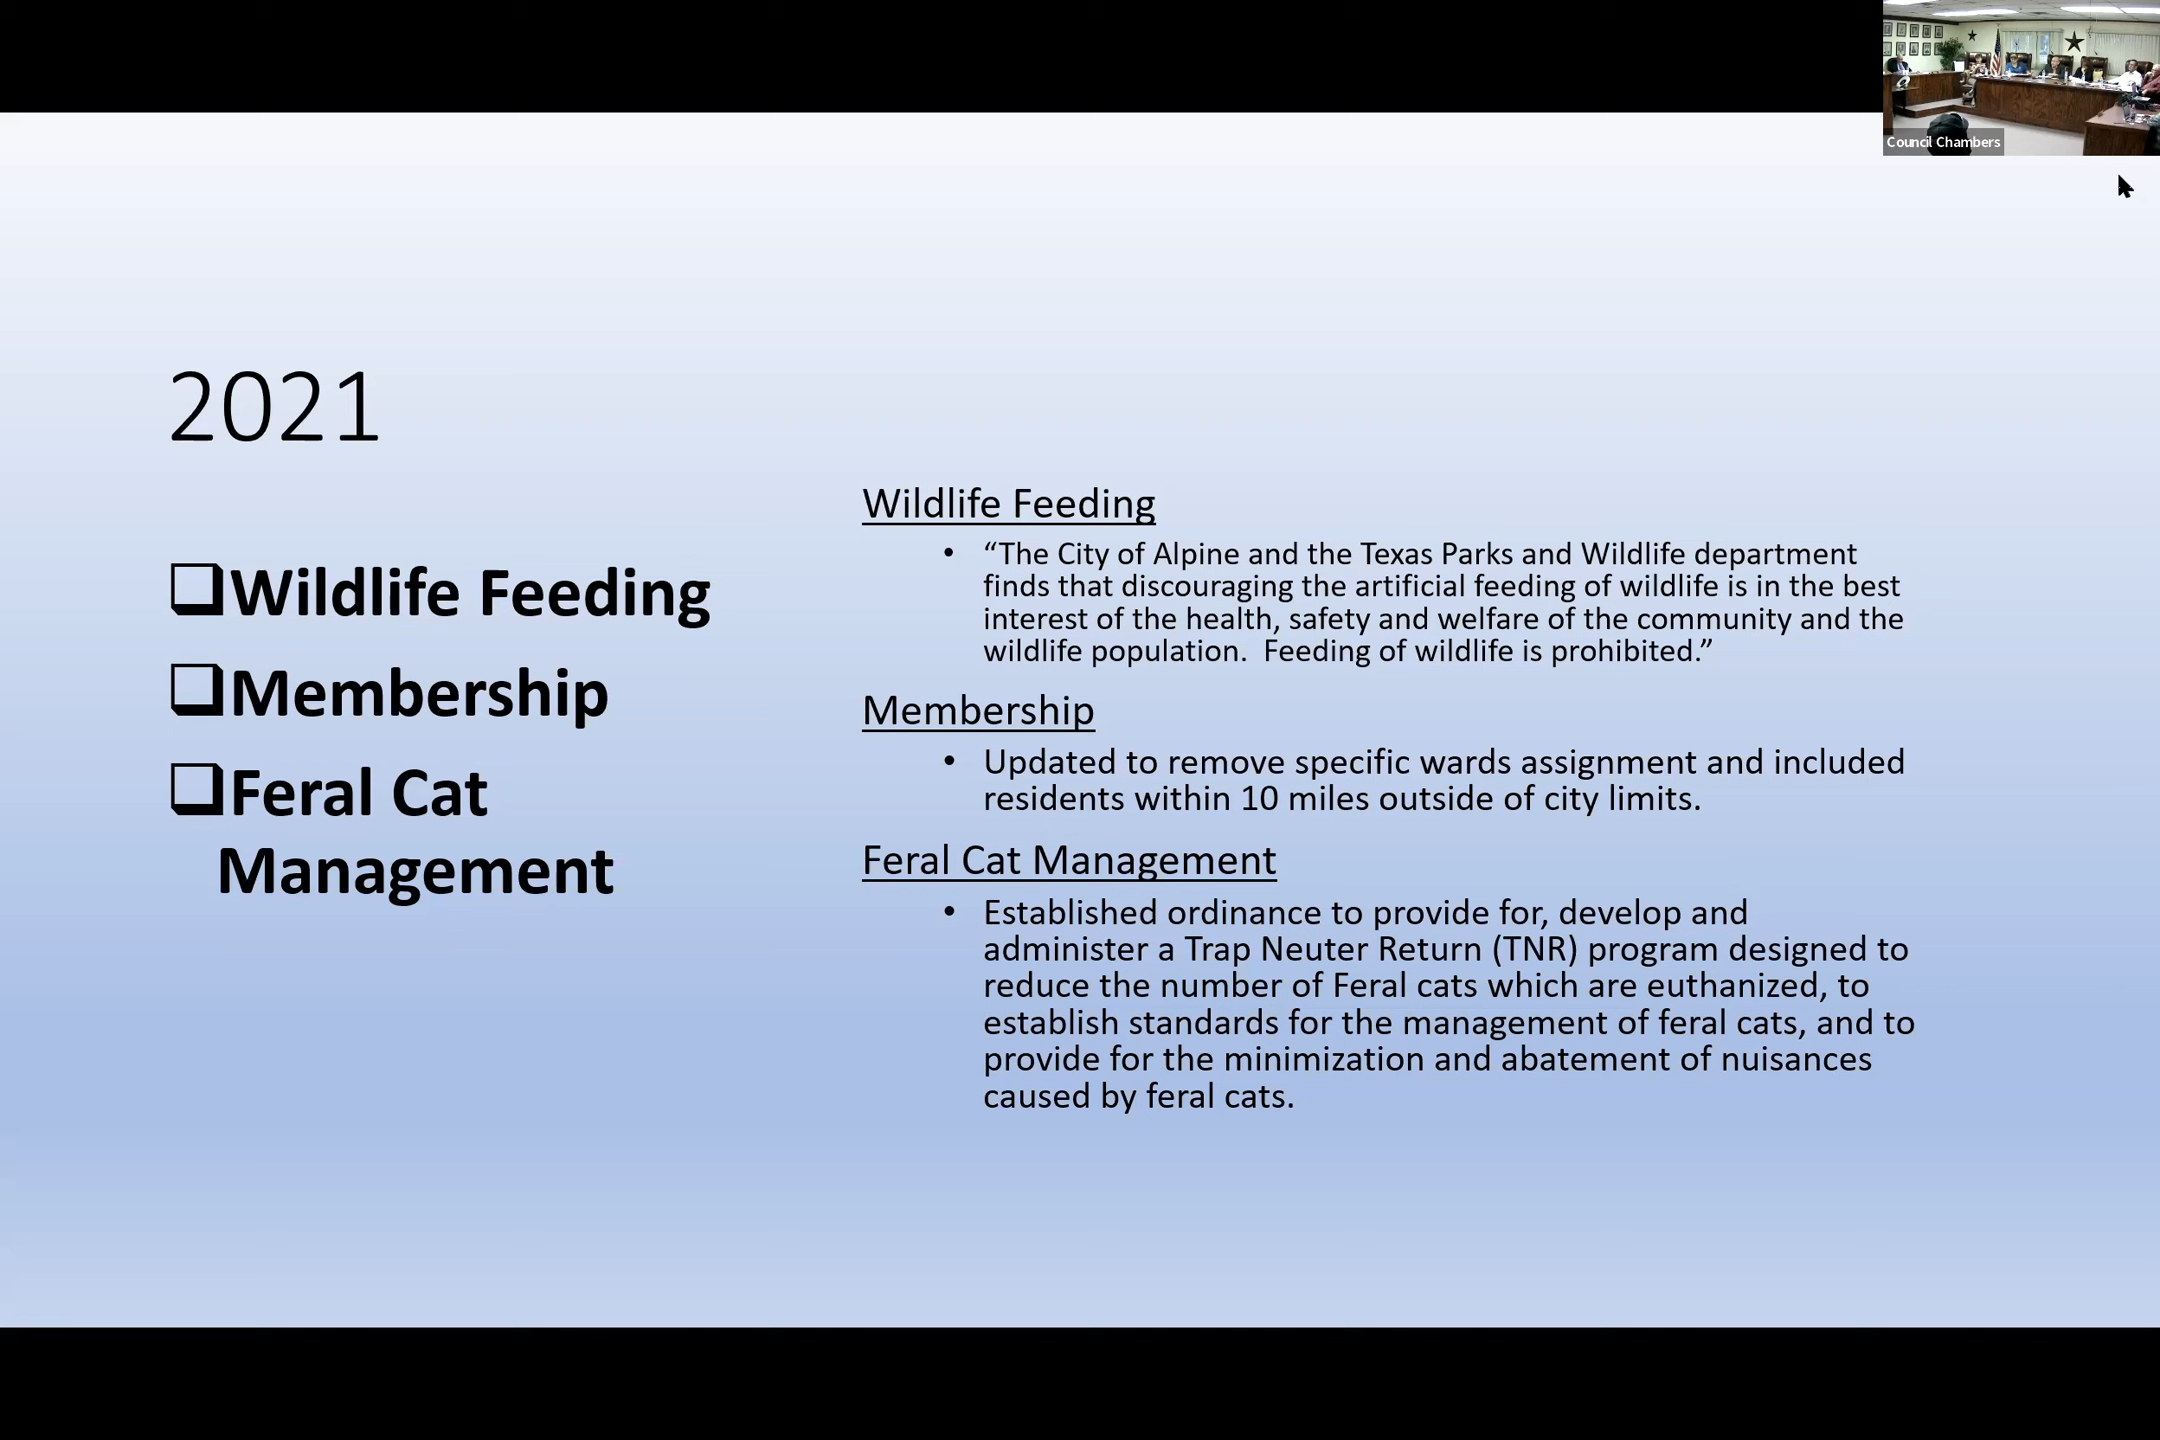 Council Chambers
2021
❑Wildlife Feeding
❑Membership
❑Feral Cat
Management
Wildlife Feeding
• “The City of Alpine and the Texas Parks and Wildlife department
finds that discouraging the artificial feeding of wildlife is in the best
interest of the health, safety and welfare of the community and the
wildlife population.  Feeding of wildlife is prohibited.”
Membership
• Updated to remove specific wards assignment and included
residents within 10 miles outside of city limits.
Feral Cat Management
• Established ordinance to provide for, develop and
administer a Trap Neuter Return (TNR) program designed to
reduce the number of Feral cats which are euthanized, to
establish standards for the management of feral cats, and to
provide for the minimization and abatement of nuisances
caused by feral cats.